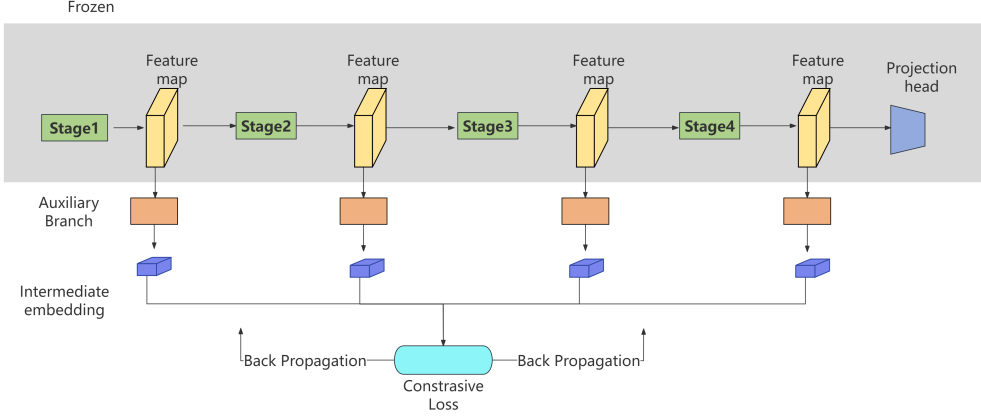 Frozen
Feature
map
Feature
map
Feature
map
Feature
map
Projection
head
Stage1
Stage2
Stage3
Stage4
Auxiliary
Branch
Intermediate
embedding
Back Propagation
Back Propagation
Constrasive
Loss